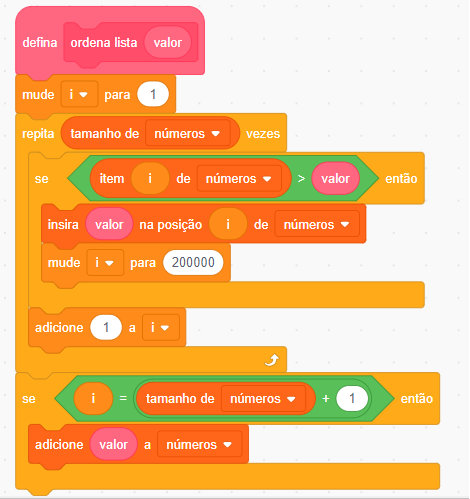 defina ordena lista valor
mude i para 1
repita tamanho de números vezes
se item i de números > valor então
insira valor na posição i de números
mude i para 200000
adicione 1 a i
se i = tamanho de números + 1 então
adicione valor a números